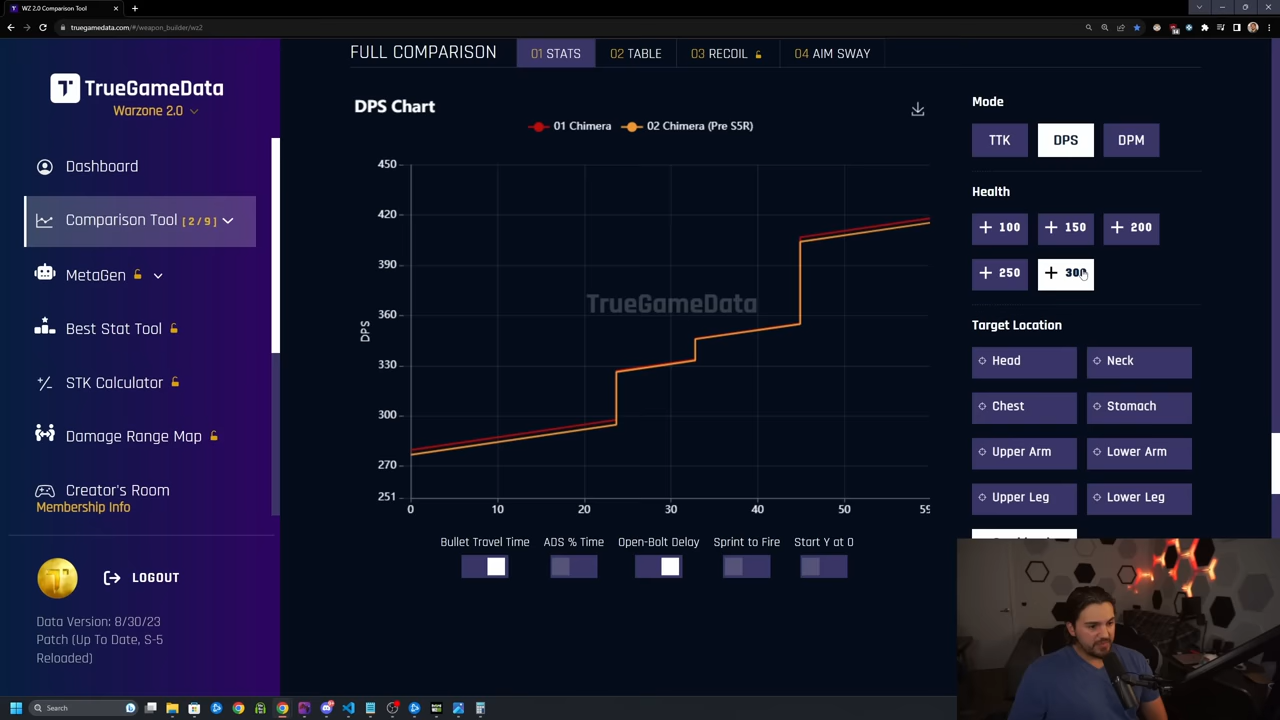 WZ 2.0 Comparison Tool
truegamedata.com/#/weapon_builder/wz2
TrueGameData
Warzone 2.0
Dashboard
Comparison Tool [ 2 / 9 ]
MetaGen
Best Stat Tool
STK Calculator
Damage Range Map
Creator's Room
Membership Info
LOGOUT
Data Version: 8/30/23
Patch (Up To Date, S-5
Reloaded)
FULL COMPARISON
01 STATS
02 TABLE
03 RECOIL
04 AIM SWAY
DPS Chart
01 Chimera
02 Chimera (Pre S5R)
450
420
390
360
330
300
270
251
DPS
TrueGameData
0
10
20
30
40
50
55
Bullet Travel Time
ADS % Time
Open-Bolt Delay
Sprint to Fire
Start Y at 0
Mode
TTK
DPS
DPM
Health
+ 100
+ 150
+ 200
+ 250
+ 300
Target Location
Head
Neck
Chest
Stomach
Upper Arm
Lower Arm
Upper Leg
Lower Leg
Search